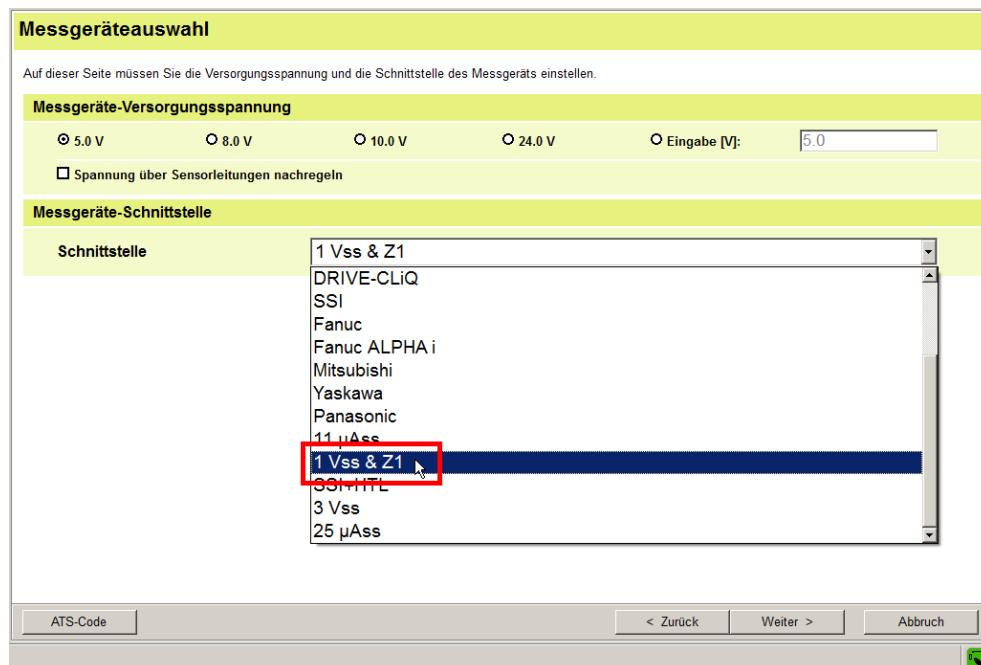 Messgeräteauswahl
Auf dieser Seite müssen Sie die Versorgungsspannung und die Schnittstelle des Messgeräts einstellen.
Messgeräte-Versorgungsspannung
5.0 V 8.0 V 10.0 V 24.0 V Eingabe [V]: 5.0
Spannung über Sensorleitungen nachregeln
Messgeräte-Schnittstelle
Schnittstelle 1 Vss & Z1
DRIVE-CLiQ
SSI
Fanuc
Fanuc ALPHA i
Mitsubishi
Yaskawa
Panasonic
11 µAss
1 Vss & Z1
SSI+HTL
3 Vss
25 µAss
ATS-Code < Zurück Weiter > Abbruch